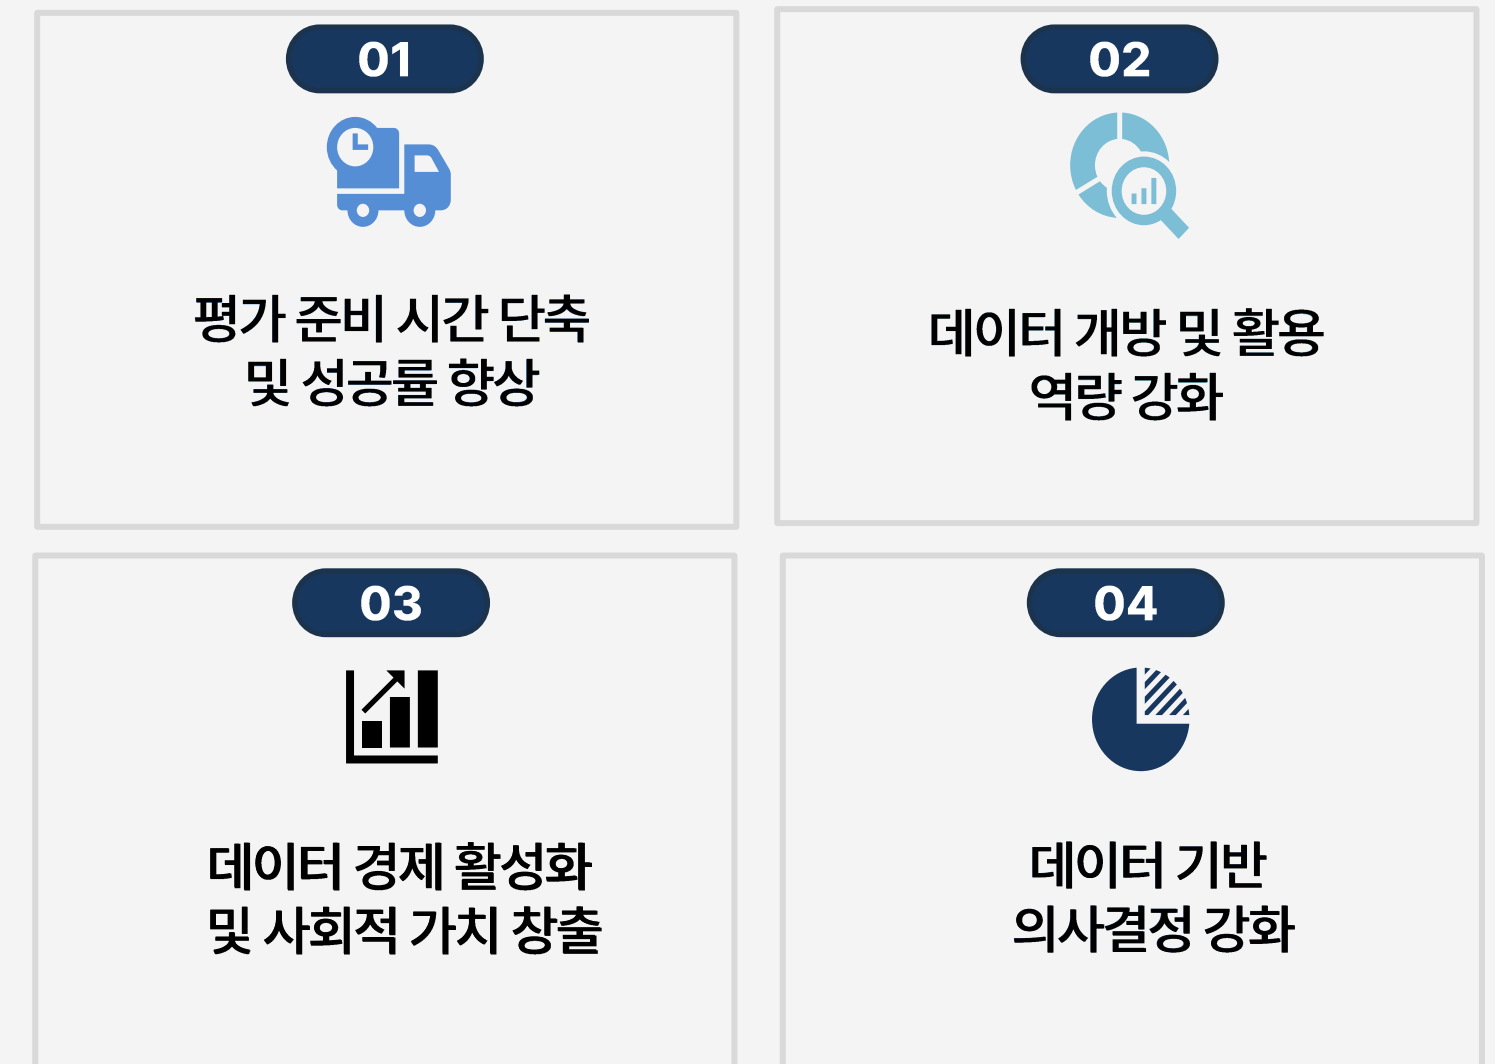 01
평가 준비 시간 단축
및 성공률 향상
02
데이터 개방 및 활용
역량 강화
03
데이터 경제 활성화
및 사회적 가치 창출
04
데이터 기반
의사결정 강화